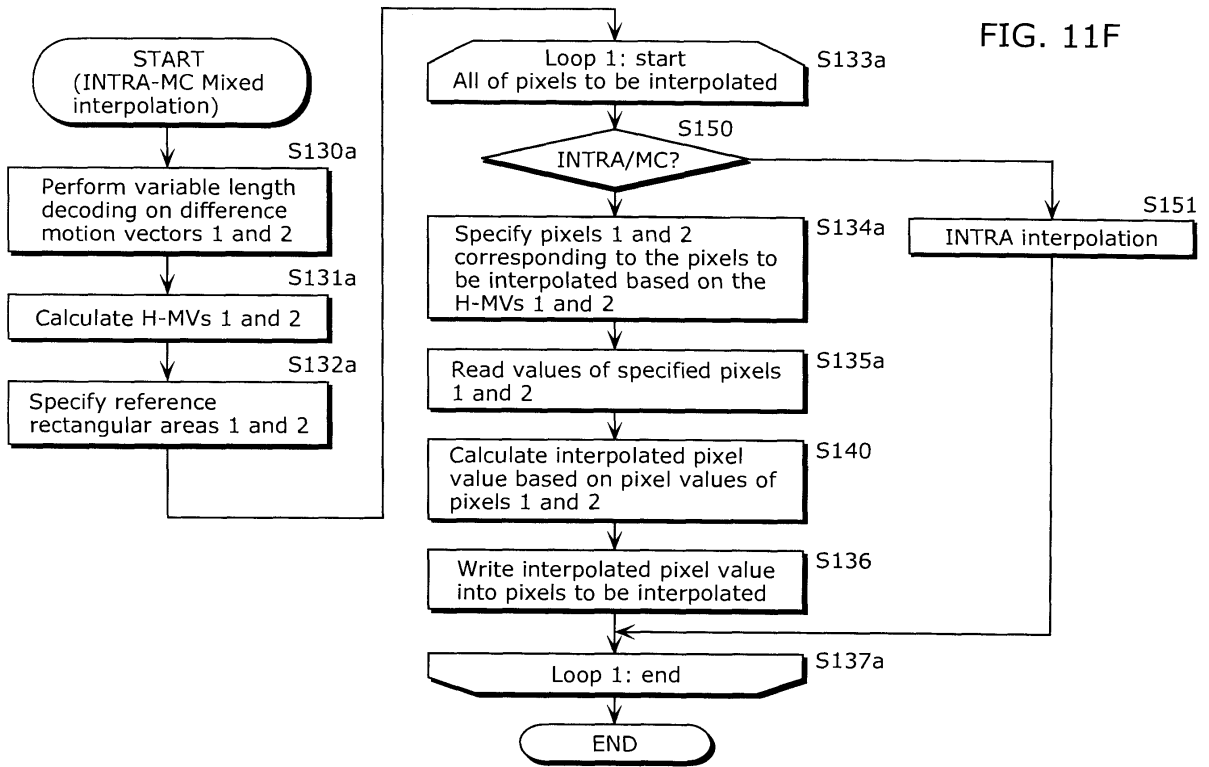 FIG. 11F
START
(INTRA-MC Mixed
interpolation)
S130a
Perform variable length
decoding on difference
motion vectors 1 and 2
S131a
Calculate H-MVs 1 and 2
S132a
Specify reference
rectangular areas 1 and 2
Loop 1: start
All of pixels to be interpolated
S133a
S150
INTRA/MC?
S134a
Specify pixels 1 and 2
corresponding to the pixels to
be interpolated based on the
H-MVs 1 and 2
S151
INTRA interpolation
S135a
Read values of specified pixels
1 and 2
S140
Calculate interpolated pixel
value based on pixel values of
pixels 1 and 2
S136
Write interpolated pixel value
into pixels to be interpolated
S137a
Loop 1: end
END